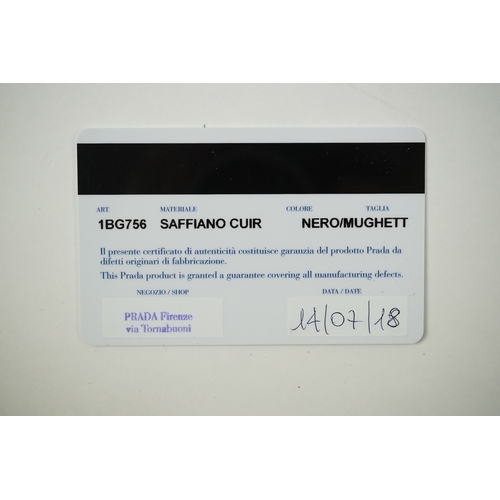 ART. MATERIALE COLORE TAGLIA
1BG756 SAFFIANO CUIR NERO/MUGHETT
Il presente certificato di autenticità costituisce garanzia del prodotto Prada da
difetti originari di fabbricazione.
This Prada product is granted a guarantee covering all manufacturing defects.
NEGOZIO / SHOP DATA / DATE
PRADA Firenze
via Tornabuoni
14/07/18